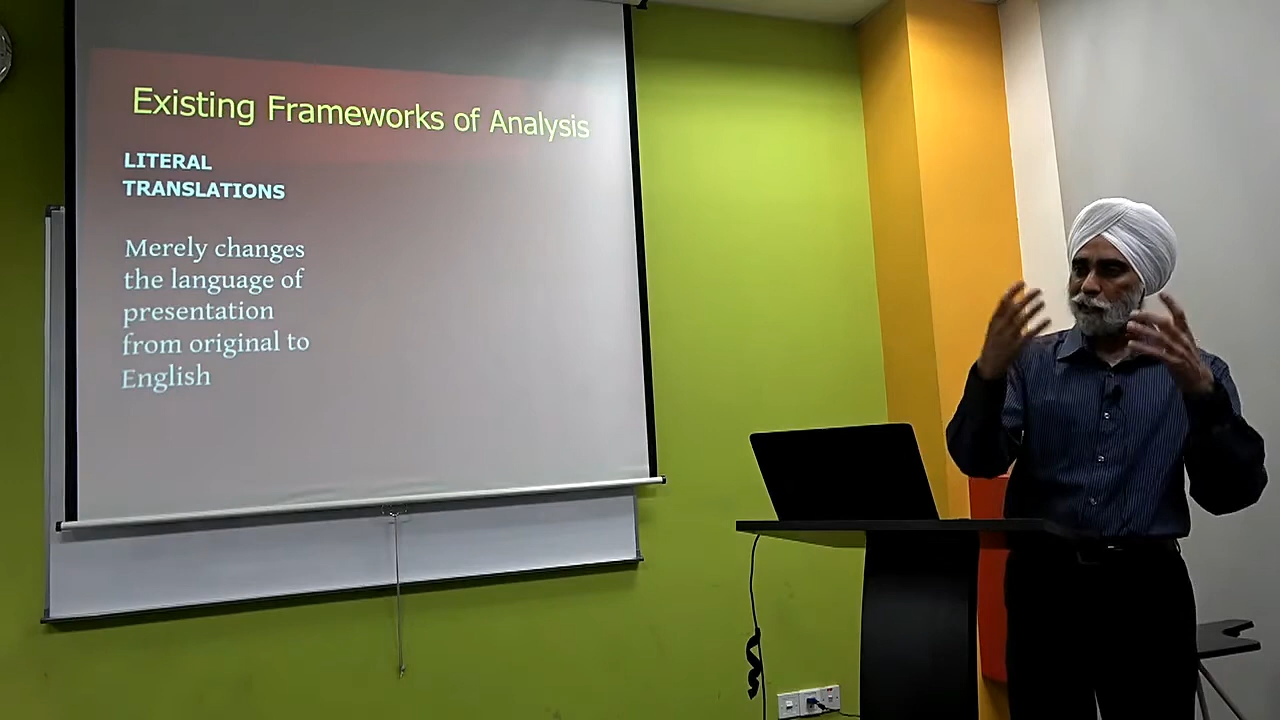 Existing Frameworks of Analysis
LITERAL
TRANSLATIONS
Merely changes
the language of
presentation
from original to
English